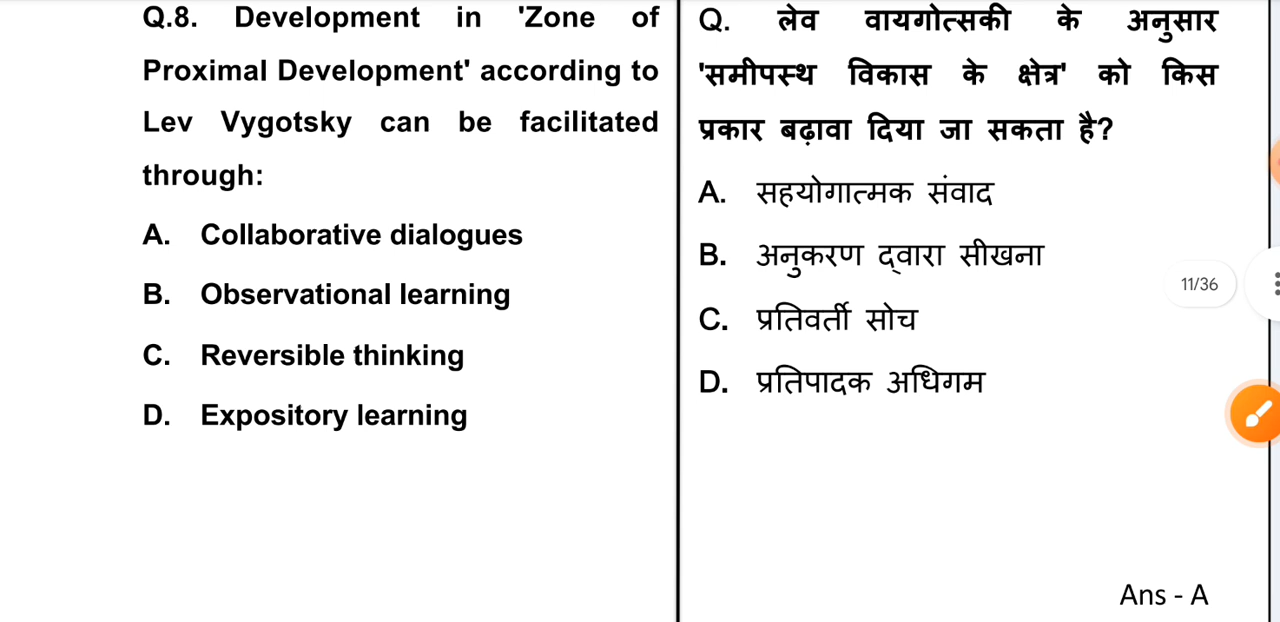 Q.8. Development in 'Zone of
Proximal Development' according to
Lev Vygotsky can be facilitated
through:
A. Collaborative dialogues
B. Observational learning
C. Reversible thinking
D. Expository learning
Q. लेव वायगोत्सकी के अनुसार
'समीपस्थ विकास के क्षेत्र' को किस
प्रकार बढ़ावा दिया जा सकता है?
A. सहयोगात्मक संवाद
B. अनुकरण द्वारा सीखना
C. प्रतिवर्ती सोच
D. प्रतिपादक अधिगम
11/36
Ans - A